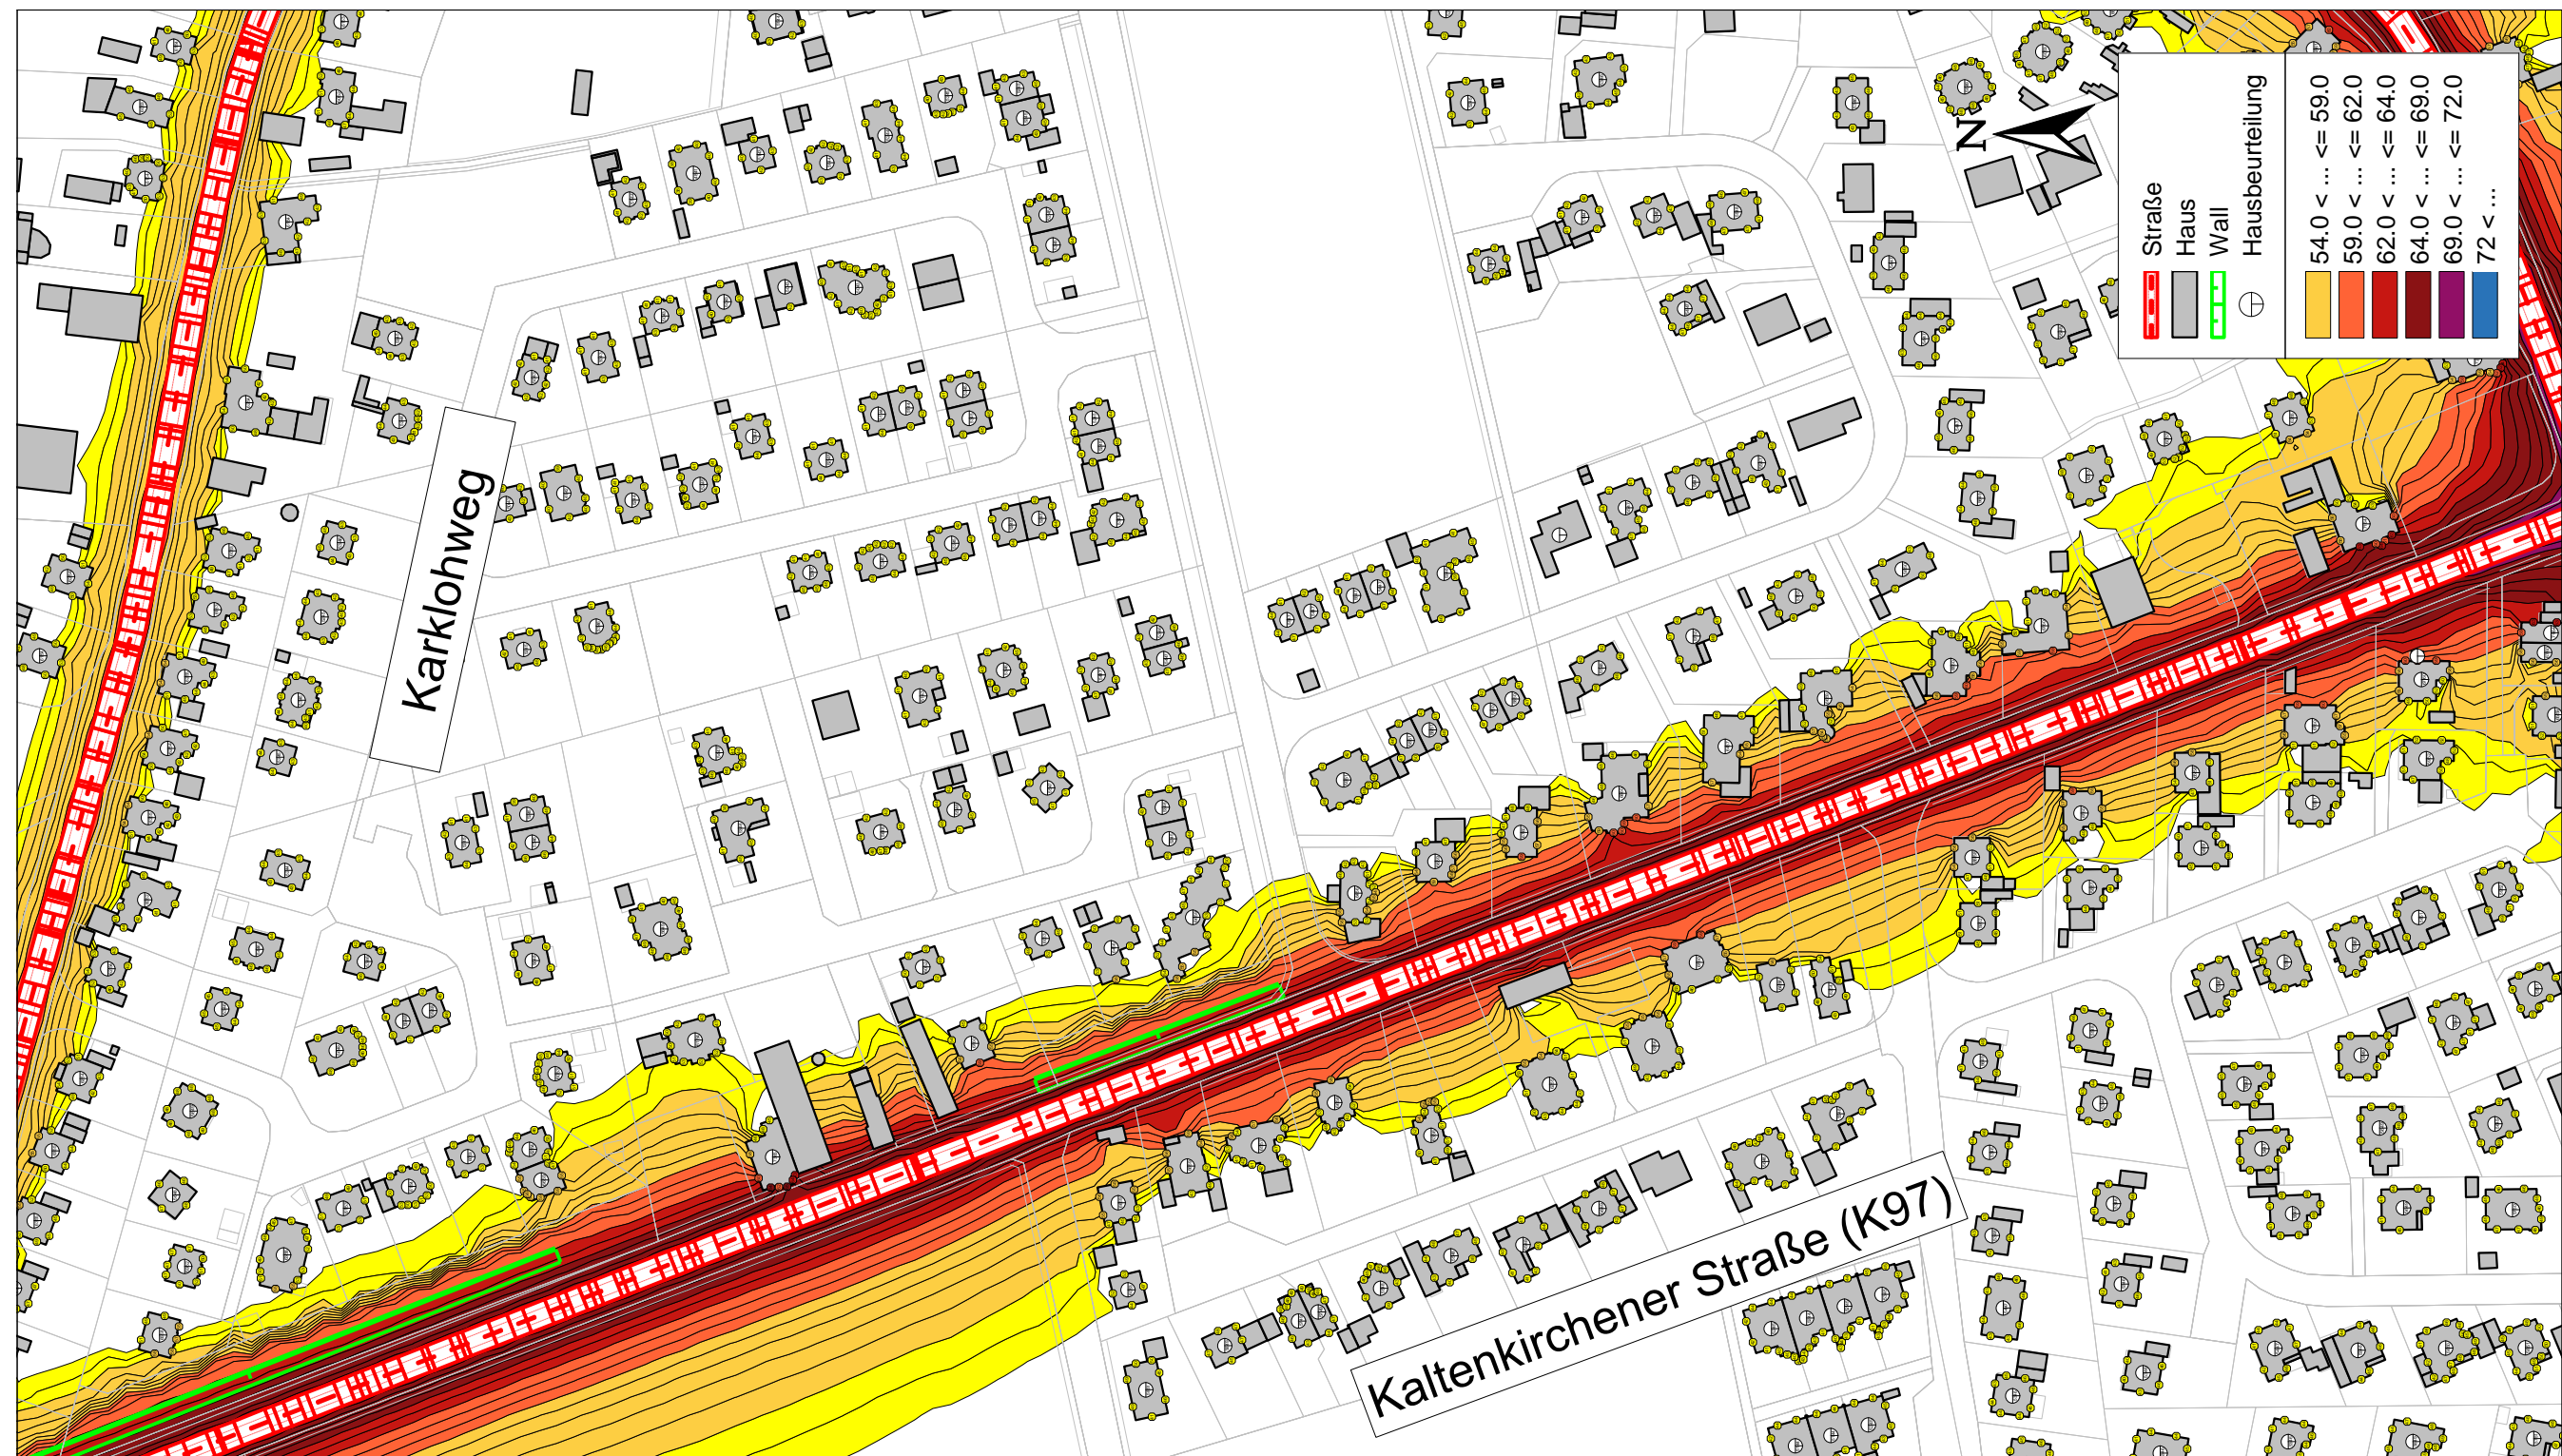 Karklohweg
Kaltenkirchener Straße (K97)
N
Straße
Haus
Wall
Hausbeurteilung
54.0 < ... <= 59.0
59.0 < ... <= 62.0
62.0 < ... <= 64.0
64.0 < ... <= 69.0
69.0 < ... <= 72.0
72 < ...